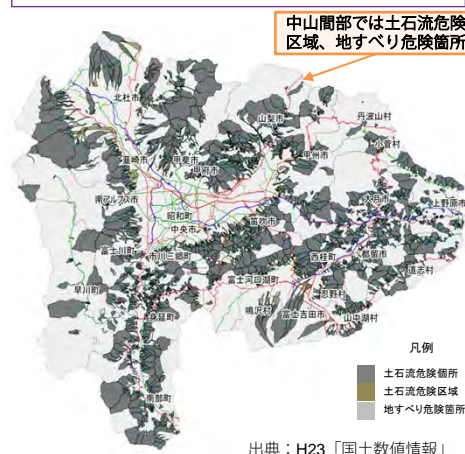 中山間部では土石流危険
区域、地すべり危険箇所
北杜市
丹波山村
山梨市
小菅村
韮崎市
甲斐市
甲府市
甲州市
大月市
上野原市
南アルプス市
昭和町
笛吹市
中央市
西桂町
都留市
富士川町
市川三郷町
道志村
富士河口湖町
忍野村
早川町
鳴沢村
富士吉田市
山中湖村
身延町
南部町
凡例
土石流危険個所
土石流危険区域
地すべり危険箇所
出典：H23「国土数値情報」